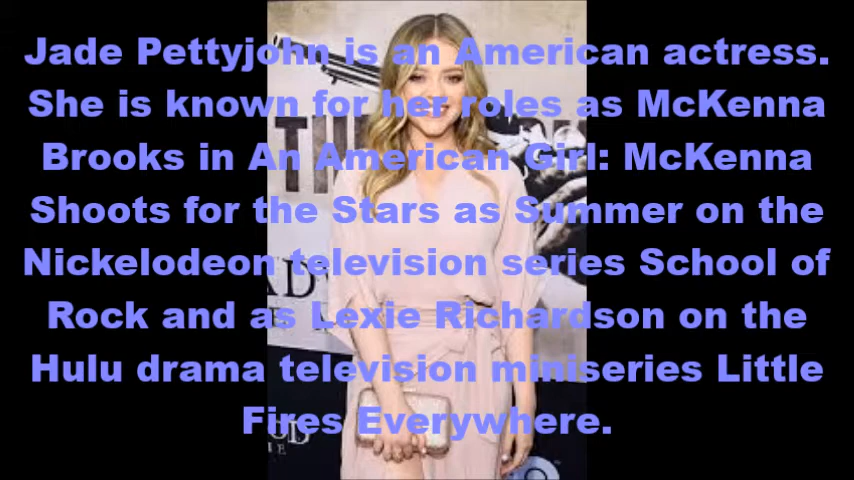 Jade Pettyjohn is an American actress.
She is known for her roles as McKenna
Brooks in An American Girl: McKenna
Shoots for the Stars as Summer on the
Nickelodeon television series School of
Rock and as Lexie Richardson on the
Hulu drama television miniseries Little
Fires Everywhere.